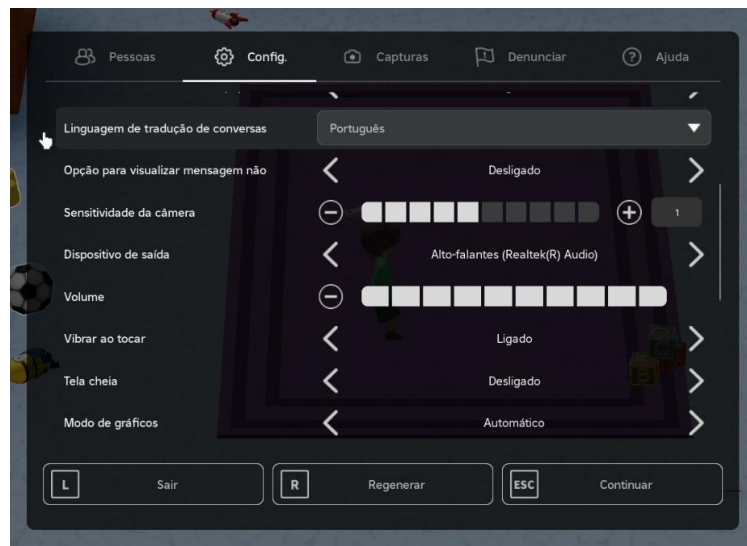 Pessoas
Config.
Capturas
Denunciar
Ajuda
Linguagem de tradução de conversas
Português
Opção para visualizar mensagem não
Desligado
Sensitividade da câmera
1
Dispositivo de saída
Alto-falantes (Realtek(R) Audio)
Volume
Vibrar ao tocar
Ligado
Tela cheia
Desligado
Modo de gráficos
Automático
L Sair
R Regenerar
ESC Continuar